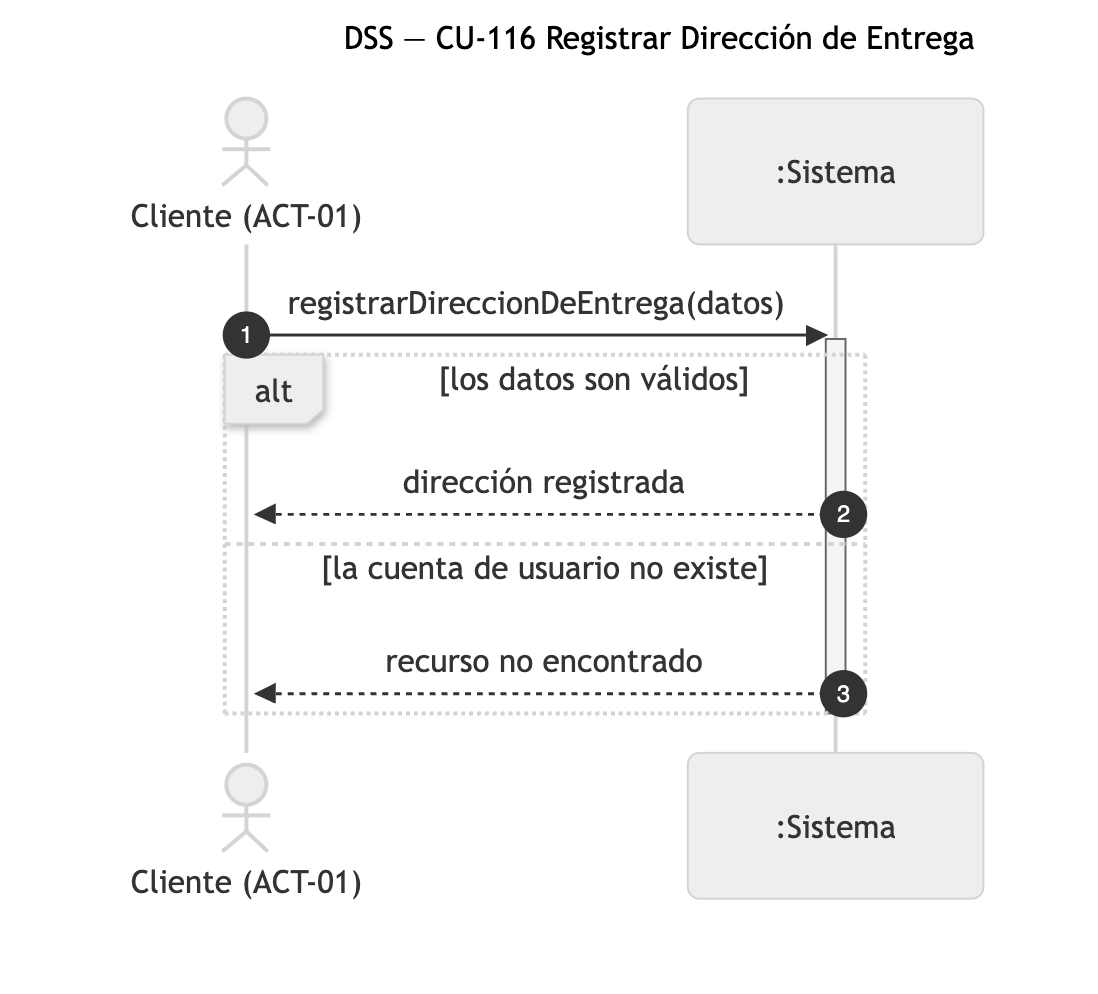 DSS — CU-116 Registrar Dirección de Entrega
Cliente (ACT-01)
:Sistema
registrarDireccionDeEntrega(datos)
1
alt
[los datos son válidos]
dirección registrada
2
[la cuenta de usuario no existe]
recurso no encontrado
3
Cliente (ACT-01)
:Sistema